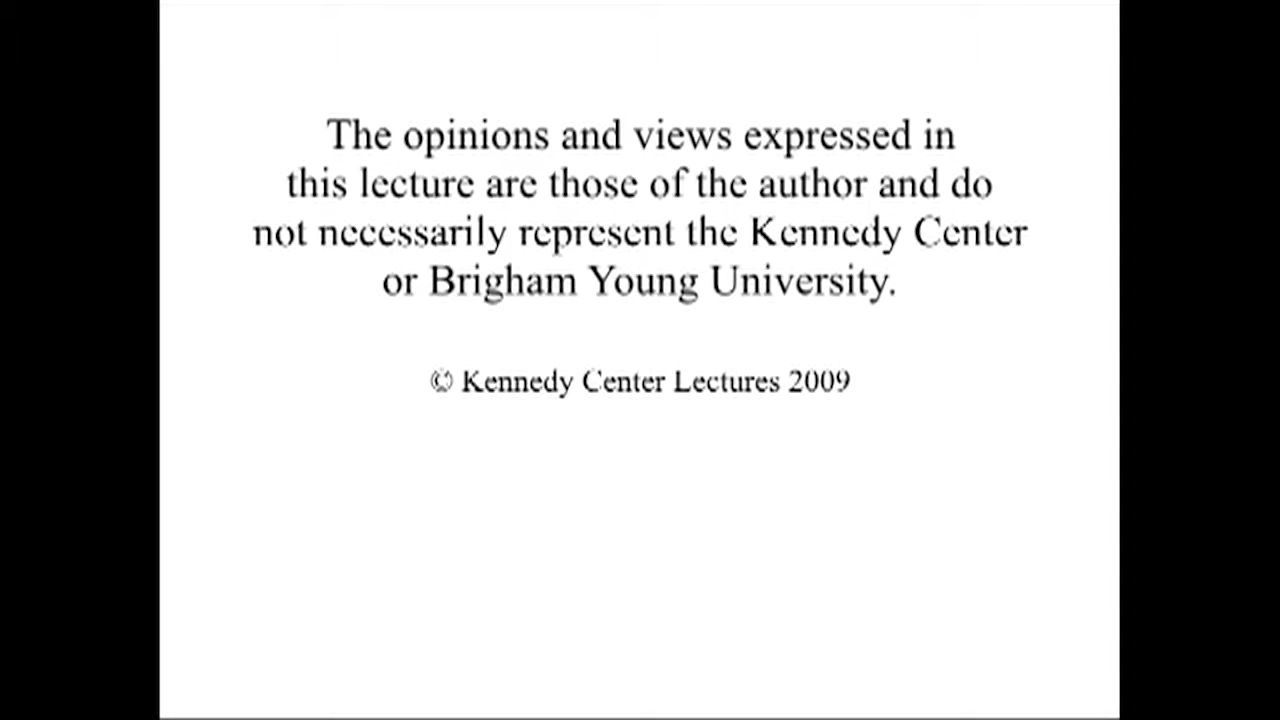 The opinions and views expressed in
this lecture are those of the author and do
not necessarily represent the Kennedy Center
or Brigham Young University.
© Kennedy Center Lectures 2009